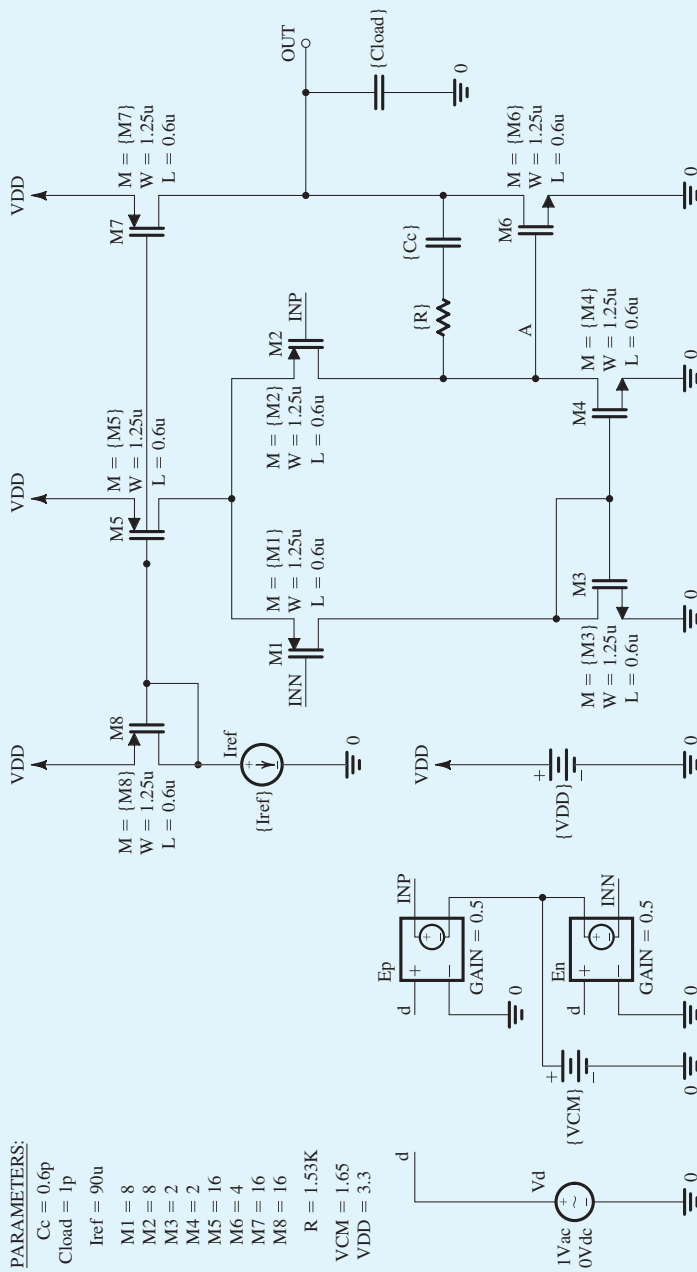 PARAMETERS:
Cc = 0.6p
Cload = 1p
Iref = 90u
M1 = 8
M2 = 8
M3 = 2
M4 = 2
M5 = 16
M6 = 4
M7 = 16
M8 = 16
R = 1.53K
VCM = 1.65
VDD = 3.3
VDD
M8
M = {M8}
W = 1.25u
L = 0.6u
Iref
{Iref}
0
VDD
M5
M = {M5}
W = 1.25u
L = 0.6u
VDD
M7
M = {M7}
W = 1.25u
L = 0.6u
M1
INN
M = {M1}
W = 1.25u
L = 0.6u
M2
INP
M = {M2}
W = 1.25u
L = 0.6u
{R}
{Cc}
OUT
{Cload}
0
A
M3
M = {M3}
W = 1.25u
L = 0.6u
0
M4
M = {M4}
W = 1.25u
L = 0.6u
0
M6
M = {M6}
W = 1.25u
L = 0.6u
0
d
Vd
1Vac
0Vdc
+
~
−
0
{VCM}
+
−
0
Ep
d
+
−
+
−
INP
GAIN = 0.5
0
En
d
+
−
+
−
INN
GAIN = 0.5
0
VDD
{VDD}
+
−
0